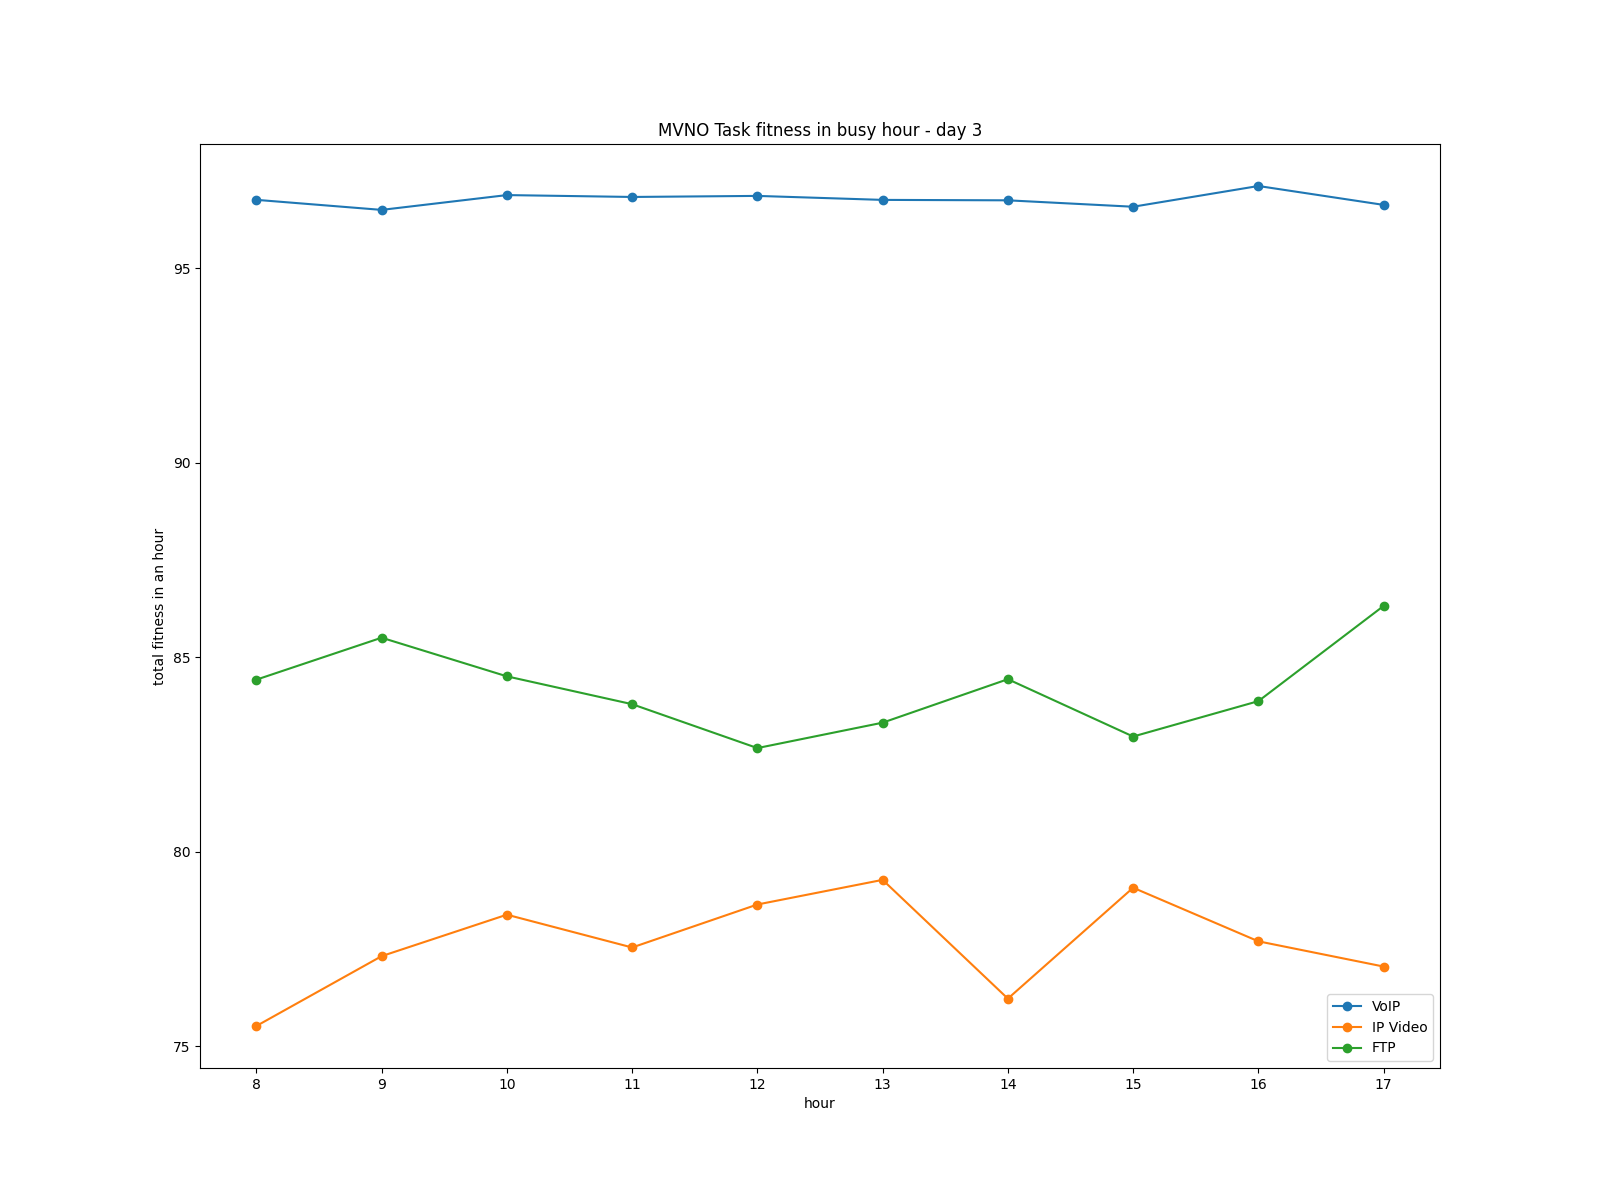 MVNO Task fitness in busy hour - day 3
total fitness in an hour
95
90
85
80
75
8 9 10 11 12 13 14 15 16 17
hour
VoIP
IP Video
FTP